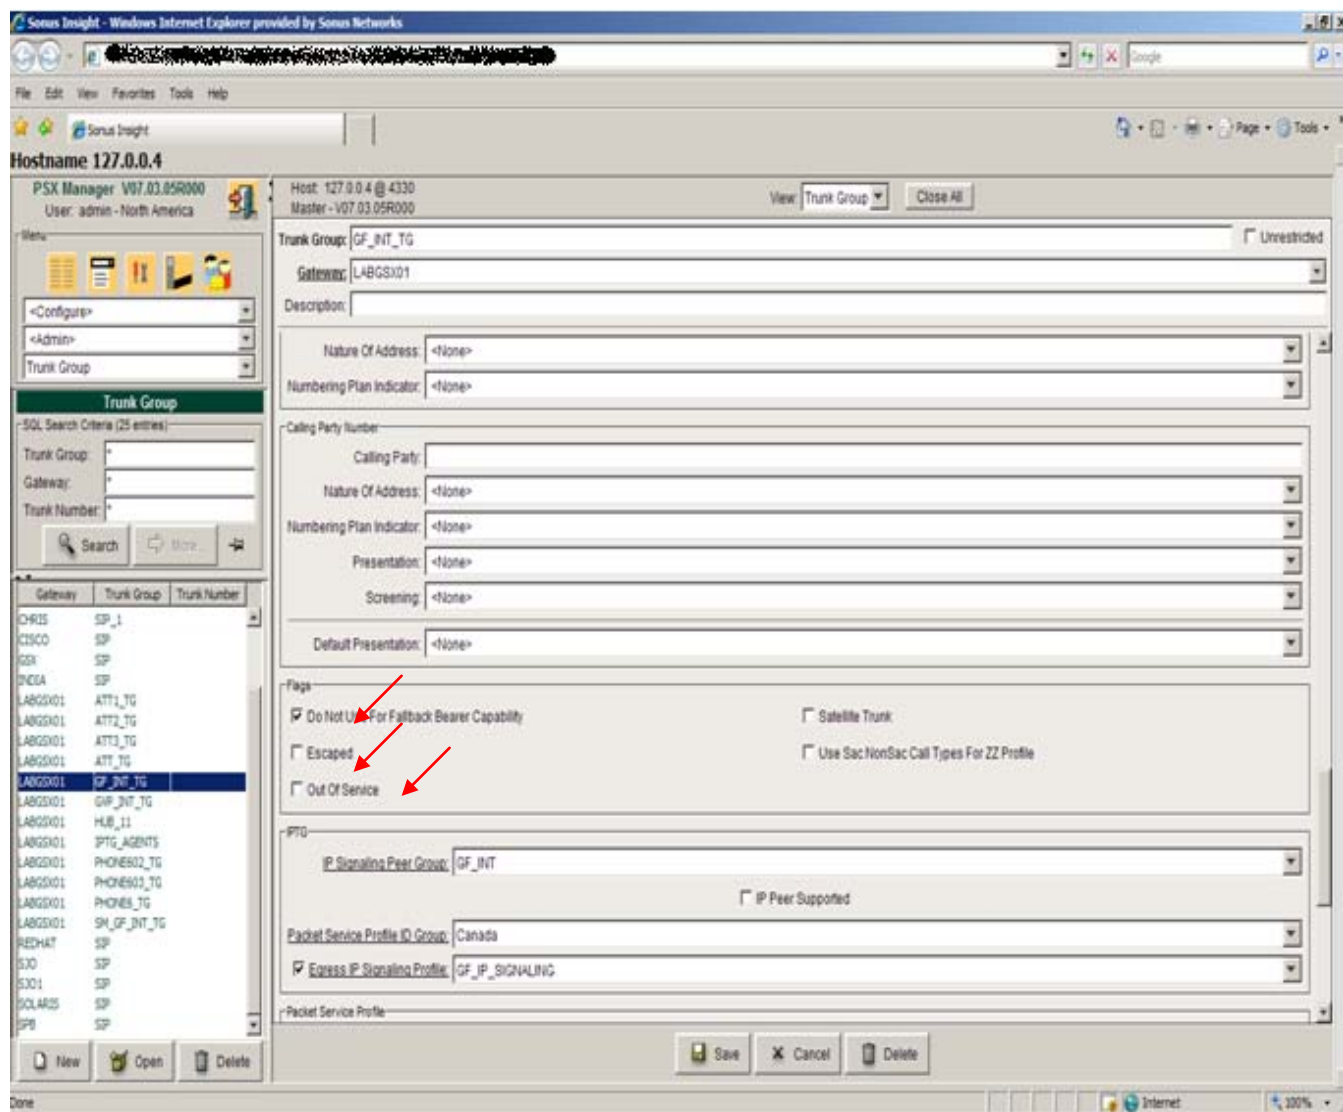 Sonus Insight - Windows Internet Explorer provided by Sonus Networks
Google
File Edit View Favorites Tools Help
Sonus Insight
Page Tools
Hostname 127.0.0.4
PSX Manager V07.03.05R000
User: admin - North America
Menu
<Configure>
<Admin>
Trunk Group
Trunk Group
SQL Search Criteria (25 entries)
Trunk Group: *
Gateway: *
Trunk Number: *
Search More...
Gateway Trunk Group Trunk Number
CHRIS SIP_1
CISCO SIP
GSX SIP
INDIA SIP
LABGSX01 ATT1_TG
LABGSX01 ATT2_TG
LABGSX01 ATT3_TG
LABGSX01 ATT_TG
LABGSX01 GF_INT_TG
LABGSX01 GVP_INT_TG
LABGSX01 HUB_11
LABGSX01 IPTG_AGENTS
LABGSX01 PHONE602_TG
LABGSX01 PHONE603_TG
LABGSX01 PHONE6_TG
LABGSX01 SM_GF_INT_TG
REDHAT SIP
SJO SIP
SJO1 SIP
SOLARIS SIP
SPB SIP
New Open Delete
Host: 127.0.0.4 @ 4330
Master - V07.03.05R000
View: Trunk Group Close All
Trunk Group: GF_INT_TG Unrestricted
Gateway: LABGSX01
Description:
Nature Of Address: <None>
Numbering Plan Indicator: <None>
Calling Party Number
Calling Party:
Nature Of Address: <None>
Numbering Plan Indicator: <None>
Presentation: <None>
Screening: <None>
Default Presentation: <None>
Flags
Do Not Use For Fallback Bearer Capability Satellite Trunk
Escaped Use Sac NonSac Call Types For ZZ Profile
Out Of Service
IPTG
IP Signaling Peer Group: GF_INT
IP Peer Supported
Packet Service Profile ID Group: Canada
Egress IP Signaling Profile: GF_IP_SIGNALING
Packet Service Profile
Save Cancel Delete
Done Internet 100%